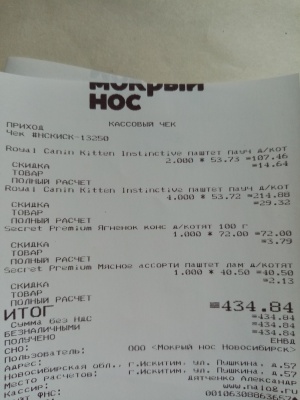 мокрый
нос
КАССОВЫЙ ЧЕК
ПРИХОД
Чек #НСКИСК-13250
Royal Canin Kitten Instinctive паштет пауч д/кот
2.000 * 53.73 =107.46
СКИДКА =14.64
ТОВАР
ПОЛНЫЙ РАСЧЕТ
Royal Canin Kitten Instinctive паштет пауч д/кот
4.000 * 53.72 =214.88
СКИДКА =29.32
ТОВАР
ПОЛНЫЙ РАСЧЕТ
Secret Premium Ягненок конс д/котят 100 г
1.000 * 72.00 =72.00
СКИДКА =3.79
ТОВАР
ПОЛНЫЙ РАСЧЕТ
Secret Premium Мясное ассорти паштет лам д/котят
1.000 * 40.50 =40.50
СКИДКА =2.13
ТОВАР
ПОЛНЫЙ РАСЧЕТ
ИТОГ =434.84
Сумма без НДС =434.84
БЕЗНАЛИЧНЫМИ =434.84
ПОЛУЧЕНО =434.84
СНО: ЕНВД
Пользователь: ООО «Мокрый нос Новосибирск»
Адрес:
Новосибирская обл., г.Искитим, ул. Пушкина, д.57
Место расчетов: г.Искитим, ул. Пушкина, д.57
Кассир: Дитченко Александр
Сайт ФНС: www.nalog.ru